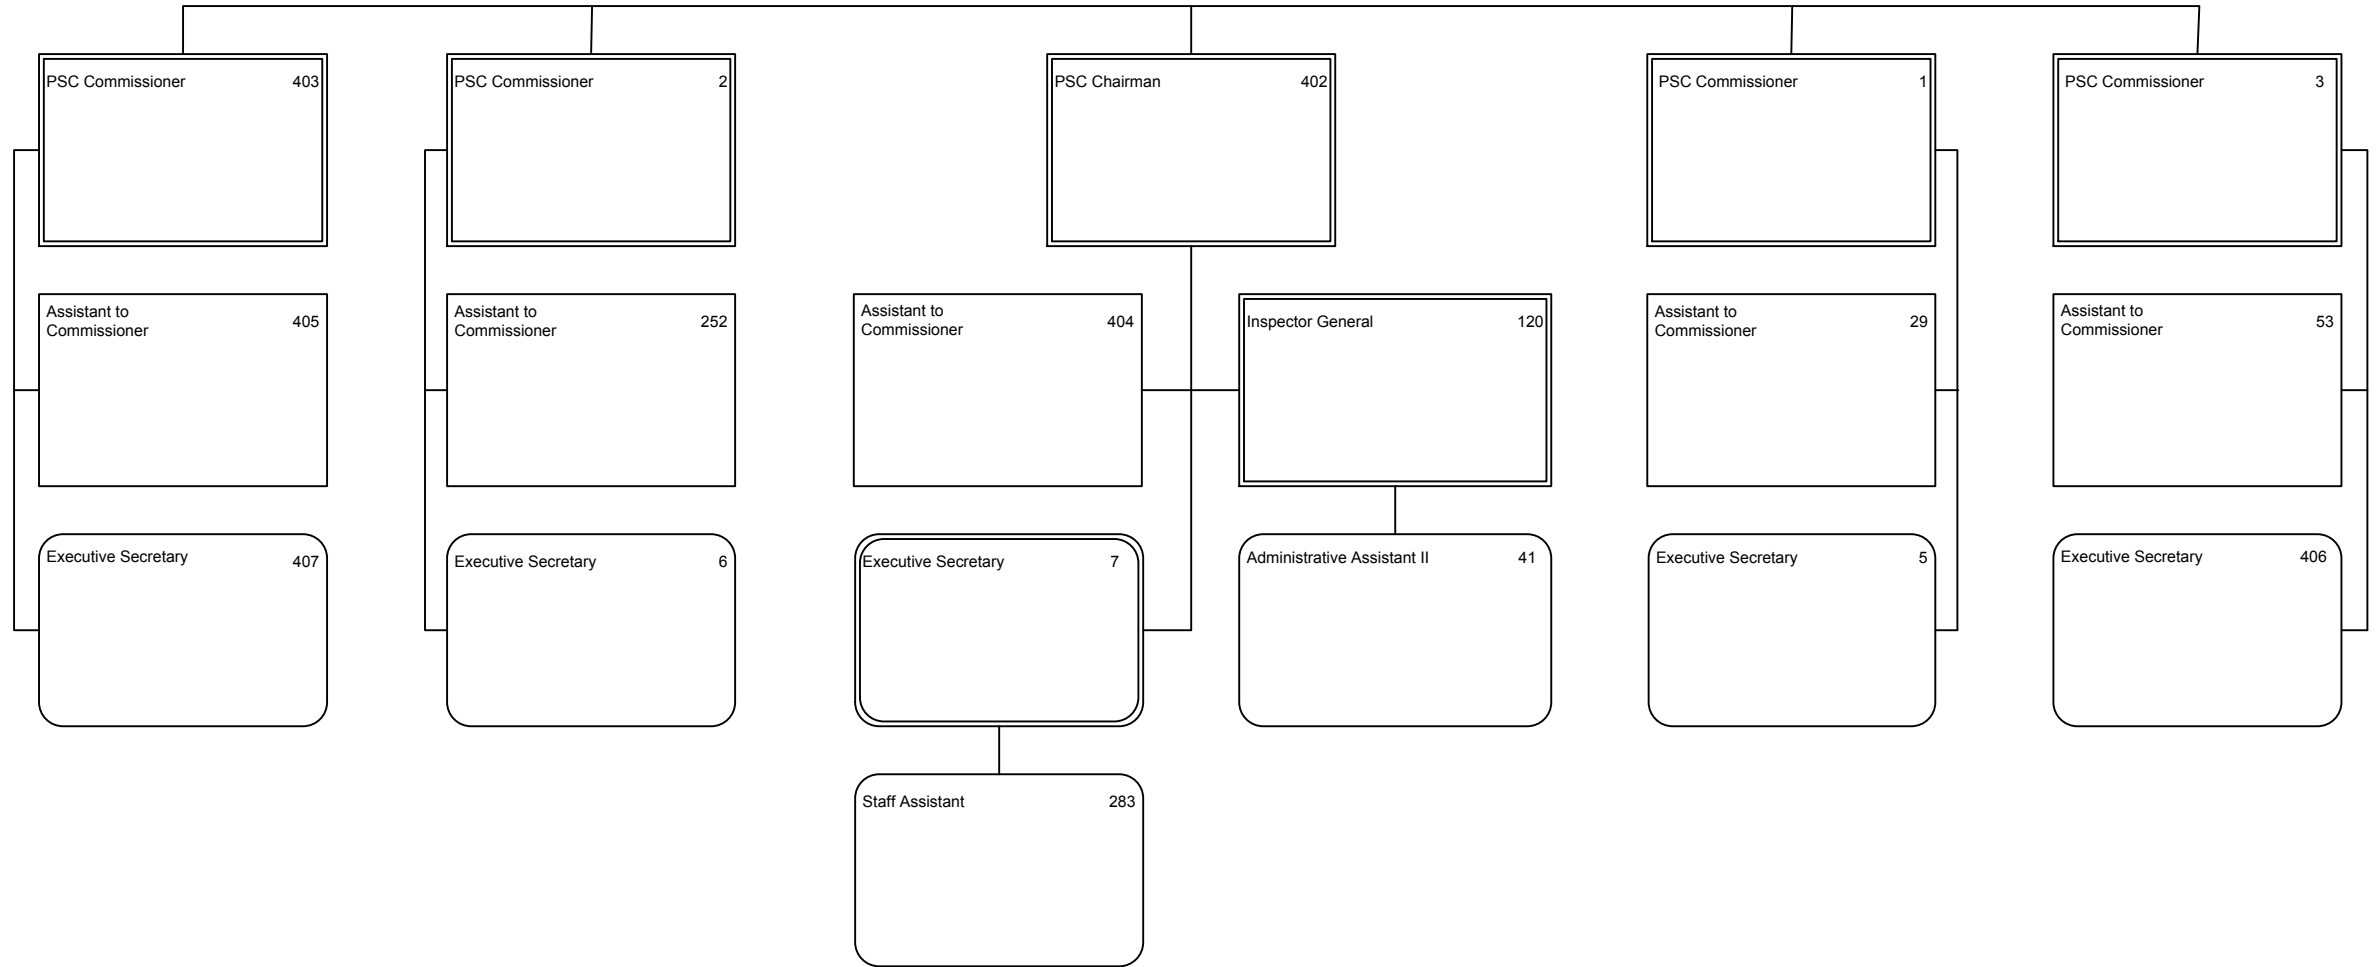 PSC Commissioner 403
PSC Commissioner 2
PSC Chairman 402
PSC Commissioner 1
PSC Commissioner 3
Assistant to
Commissioner 405
Assistant to
Commissioner 252
Assistant to
Commissioner 404
Inspector General 120
Assistant to
Commissioner 29
Assistant to
Commissioner 53
Executive Secretary 407
Executive Secretary 6
Executive Secretary 7
Administrative Assistant II 41
Executive Secretary 5
Executive Secretary 406
Staff Assistant 283